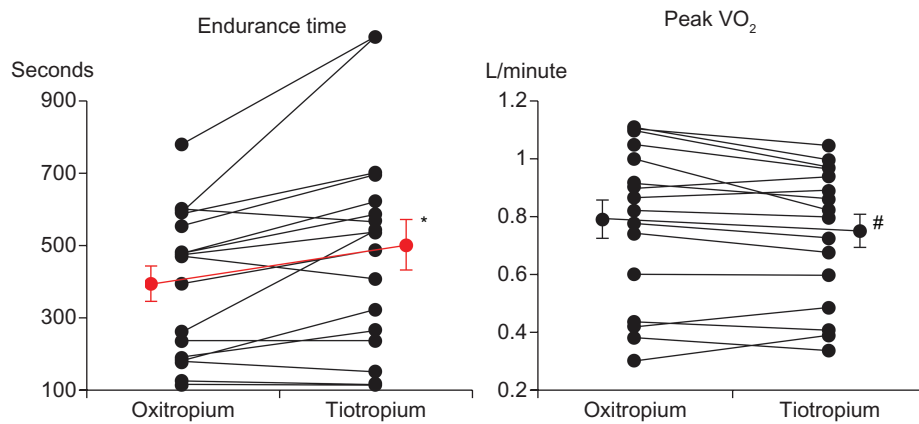 Endurance time
Seconds
900
700
500
300
100
*
Oxitropium Tiotropium
Peak VO₂
L/minute
1.2
1
0.8
0.6
0.4
0.2
#
Oxitropium Tiotropium